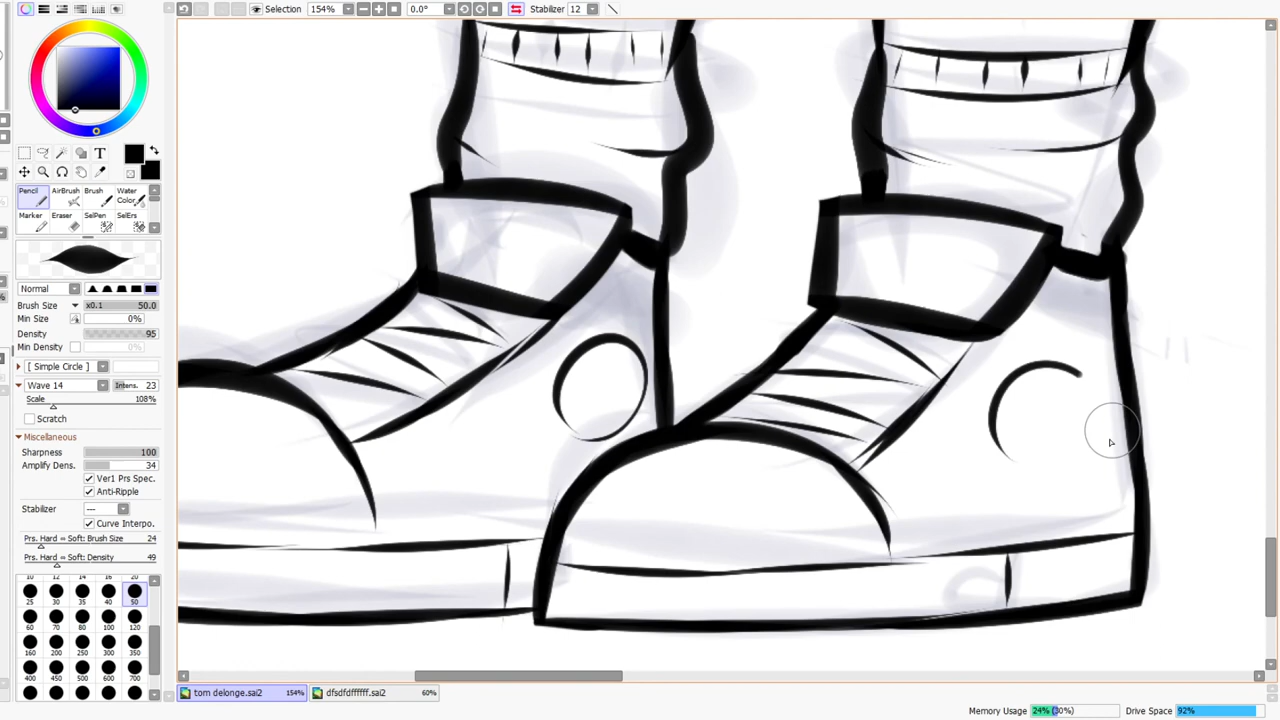 Selection 154% 0.0° Stabilizer 12
T
Pencil AirBrush Brush Water Color
Marker Eraser SelPen SelErs
Normal
Brush Size x0.1 50.0
Min Size 0%
Density 95
Min Density 0%
[ Simple Circle ]
Wave 14 Intens. 23
Scale 108%
Scratch
Miscellaneous
Sharpness 100
Amplify Dens. 34
Ver1 Prs Spec.
Anti-Ripple
Stabilizer ---
Curve Interpo.
Prs. Hard ⇔ Soft: Brush Size 24
Prs. Hard ⇔ Soft: Density 49
10 12 14 16 20
25 30 35 40 50
60 70 80 100 120
160 200 250 300 350
400 450 500 600 700
tom delonge.sai2 154% dfsdfdffffff.sai2 60%
Memory Usage 24% (30%) Drive Space 92%